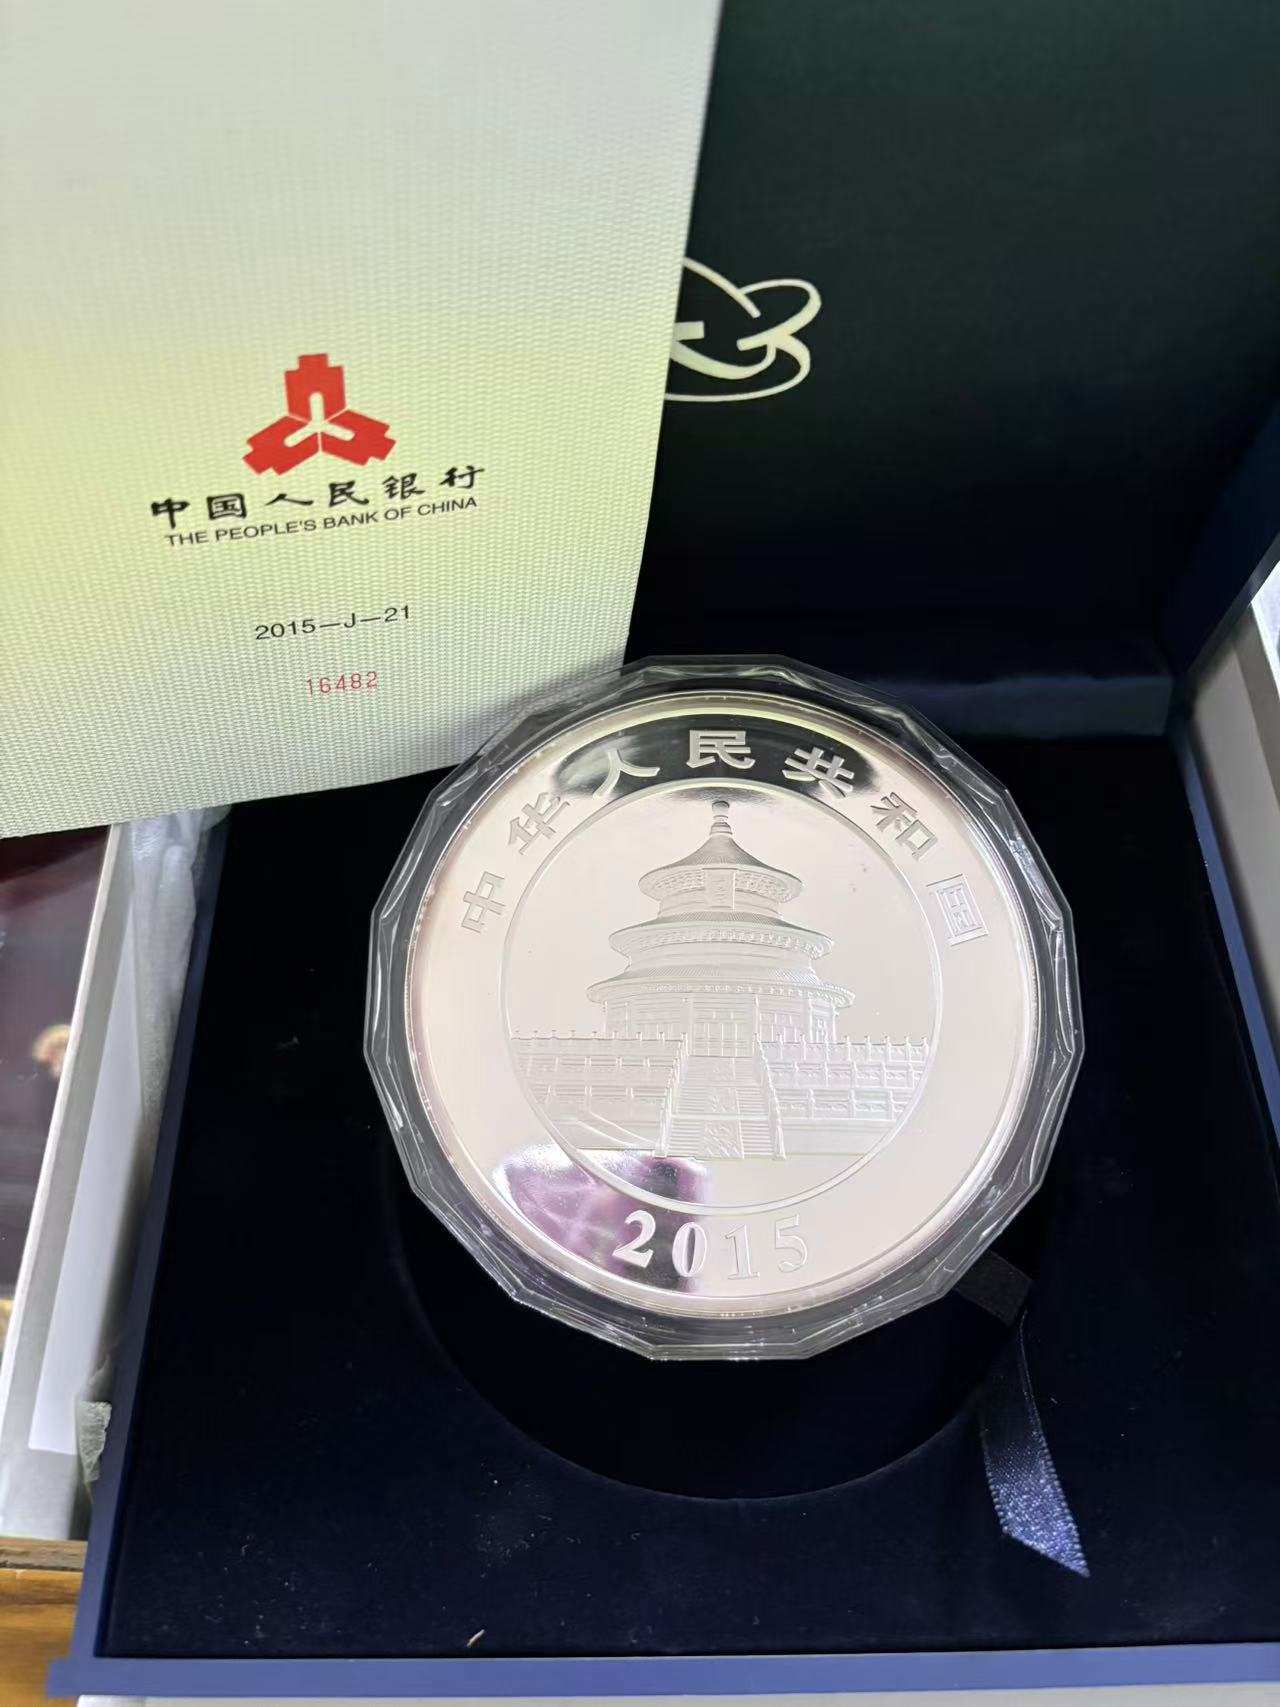 中国人民银行
THE PEOPLE'S BANK OF CHINA
2015—J—21
16482
中华人民共和国
2015